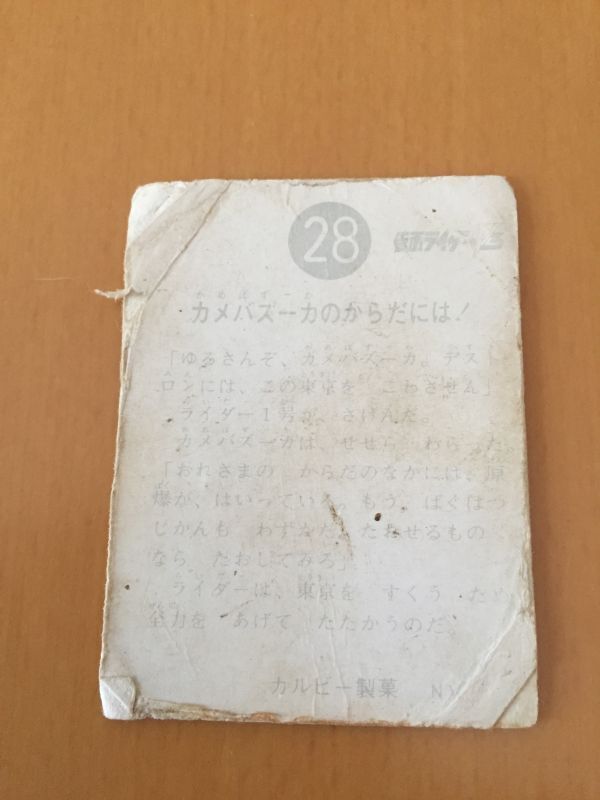 28
仮面ライダーV3
カメバズーカのからだには!
「ゆるさんぞ、カメバズーカ。デスト
ロンには、この東京を こわさせん」
ライダー1号が、さけんだ。
カメバズーカは、せせら わらった。
「おれさまの からだのなかには、原
爆が、はいっている。もう、ばくはつ
じかんも わずかだ。たおせるもの
なら、たおしてみろ」
ライダーは、東京を すくう ため
全力を あげて たたかうのだ。
カルビー製菓 NV